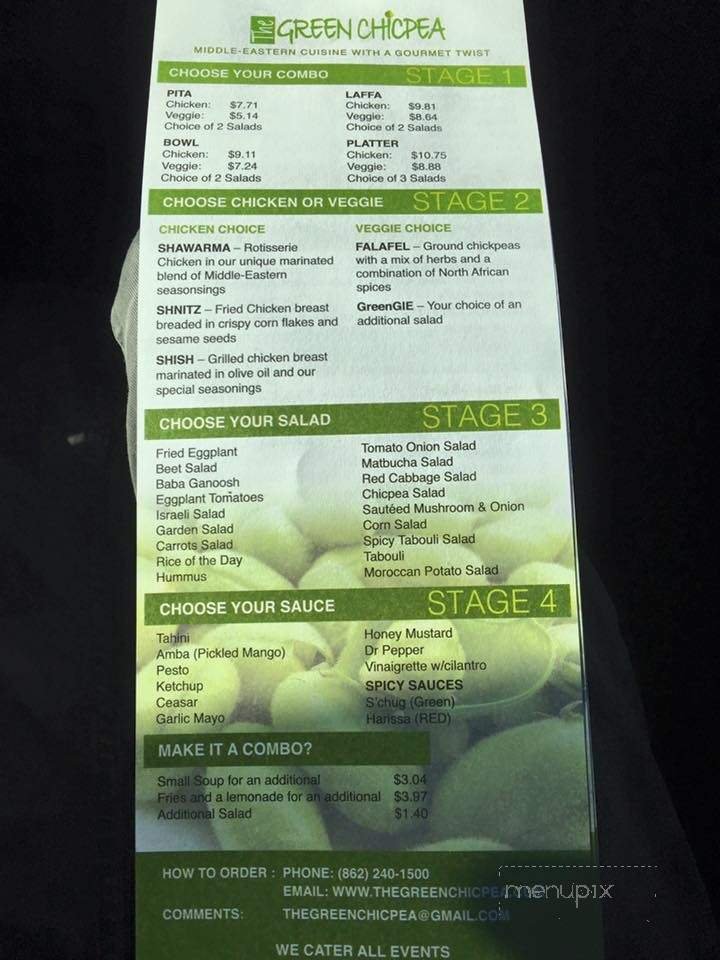 The GREEN CHICPEA
MIDDLE-EASTERN CUISINE WITH A GOURMET TWIST
CHOOSE YOUR COMBO STAGE 1
PITA
Chicken: $7.71
Veggie: $5.14
Choice of 2 Salads
LAFFA
Chicken: $9.81
Veggie: $8.64
Choice of 2 Salads
BOWL
Chicken: $9.11
Veggie: $7.24
Choice of 2 Salads
PLATTER
Chicken: $10.75
Veggie: $8.88
Choice of 3 Salads
CHOOSE CHICKEN OR VEGGIE STAGE 2
CHICKEN CHOICE
SHAWARMA – Rotisserie
Chicken in our unique marinated
blend of Middle-Eastern
seasonsings
SHNITZ – Fried Chicken breast
breaded in crispy corn flakes and
sesame seeds
SHISH – Grilled chicken breast
marinated in olive oil and our
special seasonings
VEGGIE CHOICE
FALAFEL – Ground chickpeas
with a mix of herbs and a
combination of North African
spices
GreenGIE – Your choice of an
additional salad
CHOOSE YOUR SALAD STAGE 3
Fried Eggplant
Beet Salad
Baba Ganoosh
Eggplant Tomatoes
Israeli Salad
Garden Salad
Carrots Salad
Rice of the Day
Hummus
Tomato Onion Salad
Matbucha Salad
Red Cabbage Salad
Chicpea Salad
Sautéed Mushroom & Onion
Corn Salad
Spicy Tabouli Salad
Tabouli
Moroccan Potato Salad
CHOOSE YOUR SAUCE STAGE 4
Tahini
Amba (Pickled Mango)
Pesto
Ketchup
Ceasar
Garlic Mayo
Honey Mustard
Dr Pepper
Vinaigrette w/cilantro
SPICY SAUCES
S'chug (Green)
Harissa (RED)
MAKE IT A COMBO?
Small Soup for an additional $3.04
Fries and a lemonade for an additional $3.97
Additional Salad $1.40
HOW TO ORDER : PHONE: (862) 240-1500
EMAIL: WWW.THEGREENCHICPEA
COMMENTS: THEGREENCHICPEA@GMAIL.COM
menupix
WE CATER ALL EVENTS